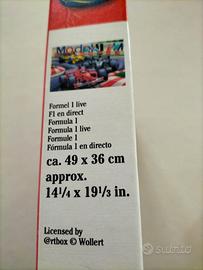 Formel 1 live
F1 en direct
Formula 1
Formula 1 live
Formule 1
Fórmula 1 en directo
ca. 49 x 36 cm
approx.
14¼ x 19⅓ in.
Licensed by
@rtbox © Wollert
subito